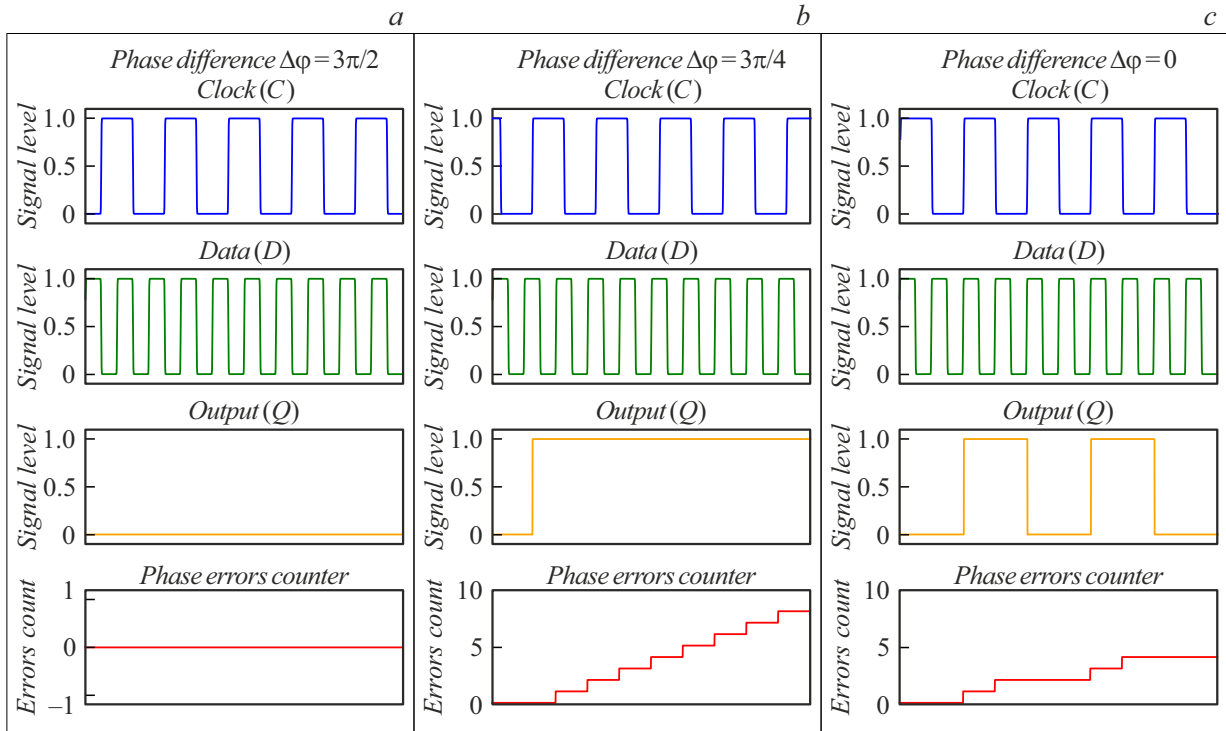 a
Phase difference Δφ = 3π/2
Clock (C)
Signal level
1.0
0.5
0
Data (D)
Signal level
1.0
0.5
0
Output (Q)
Signal level
1.0
0.5
0
Phase errors counter
Errors count
1
0
–1
b
Phase difference Δφ = 3π/4
Clock (C)
Signal level
1.0
0.5
0
Data (D)
Signal level
1.0
0.5
0
Output (Q)
Signal level
1.0
0.5
0
Phase errors counter
Errors count
10
5
0
c
Phase difference Δφ = 0
Clock (C)
Signal level
1.0
0.5
0
Data (D)
Signal level
1.0
0.5
0
Output (Q)
Signal level
1.0
0.5
0
Phase errors counter
Errors count
10
5
0